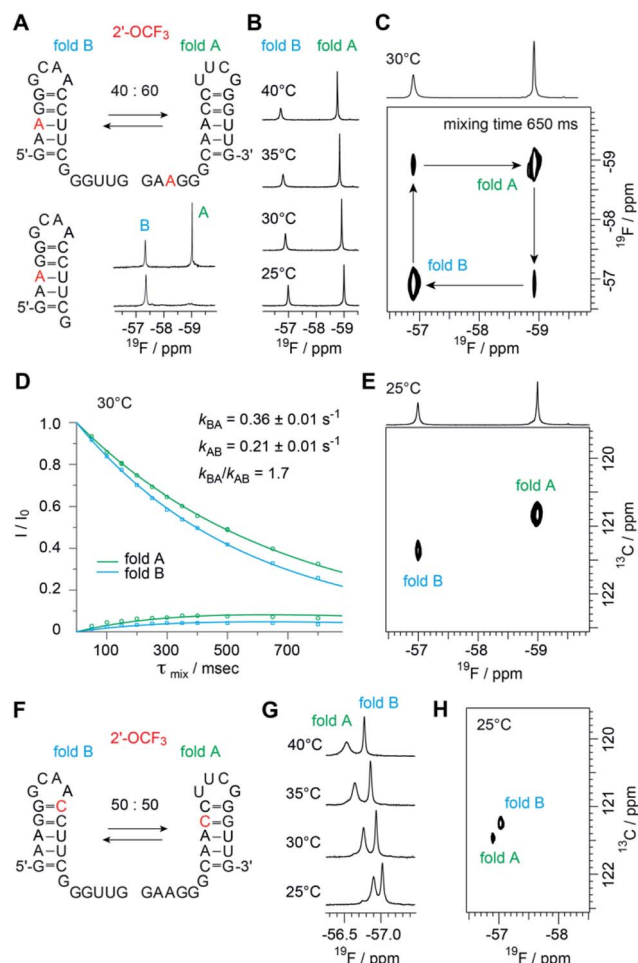 A
2'-OCF3
fold B
fold A
40 : 60
C A
G A
G=C
G=C
A–U
A–U
G=C
5'-G G
GGUUG GAAGG
U U C
U G
C=G
C=G
A–U
A–U
C=G-3'
G
C A
G A
G=C
G=C
A–U
A–U
5'-G G
B
A
-57 -58 -59
19F / ppm
B
fold B fold A
40°C
35°C
30°C
25°C
-57 -58 -59
19F / ppm
C
30°C
mixing time 650 ms
fold A
fold B
-59
-58
-57
19F / ppm
-57 -58 -59
19F / ppm
D
30°C
kBA = 0.36 ± 0.01 s-1
kAB = 0.21 ± 0.01 s-1
kBA/kAB = 1.7
1.0
0.8
0.6
0.4
0.2
0
I / I0
fold A
fold B
100 300 500 700
τmix / msec
E
25°C
fold A
fold B
120
121
122
13C / ppm
-57 -58 -59
19F / ppm
F
2'-OCF3
fold B
fold A
50 : 50
5'-G
GGUUG GAAGG
G-3'
G
fold A fold B
40°C
35°C
30°C
25°C
-56.5 -57.0
19F / ppm
H
25°C
fold B
fold A
120
121
122
13C / ppm
-57 -58
19F / ppm